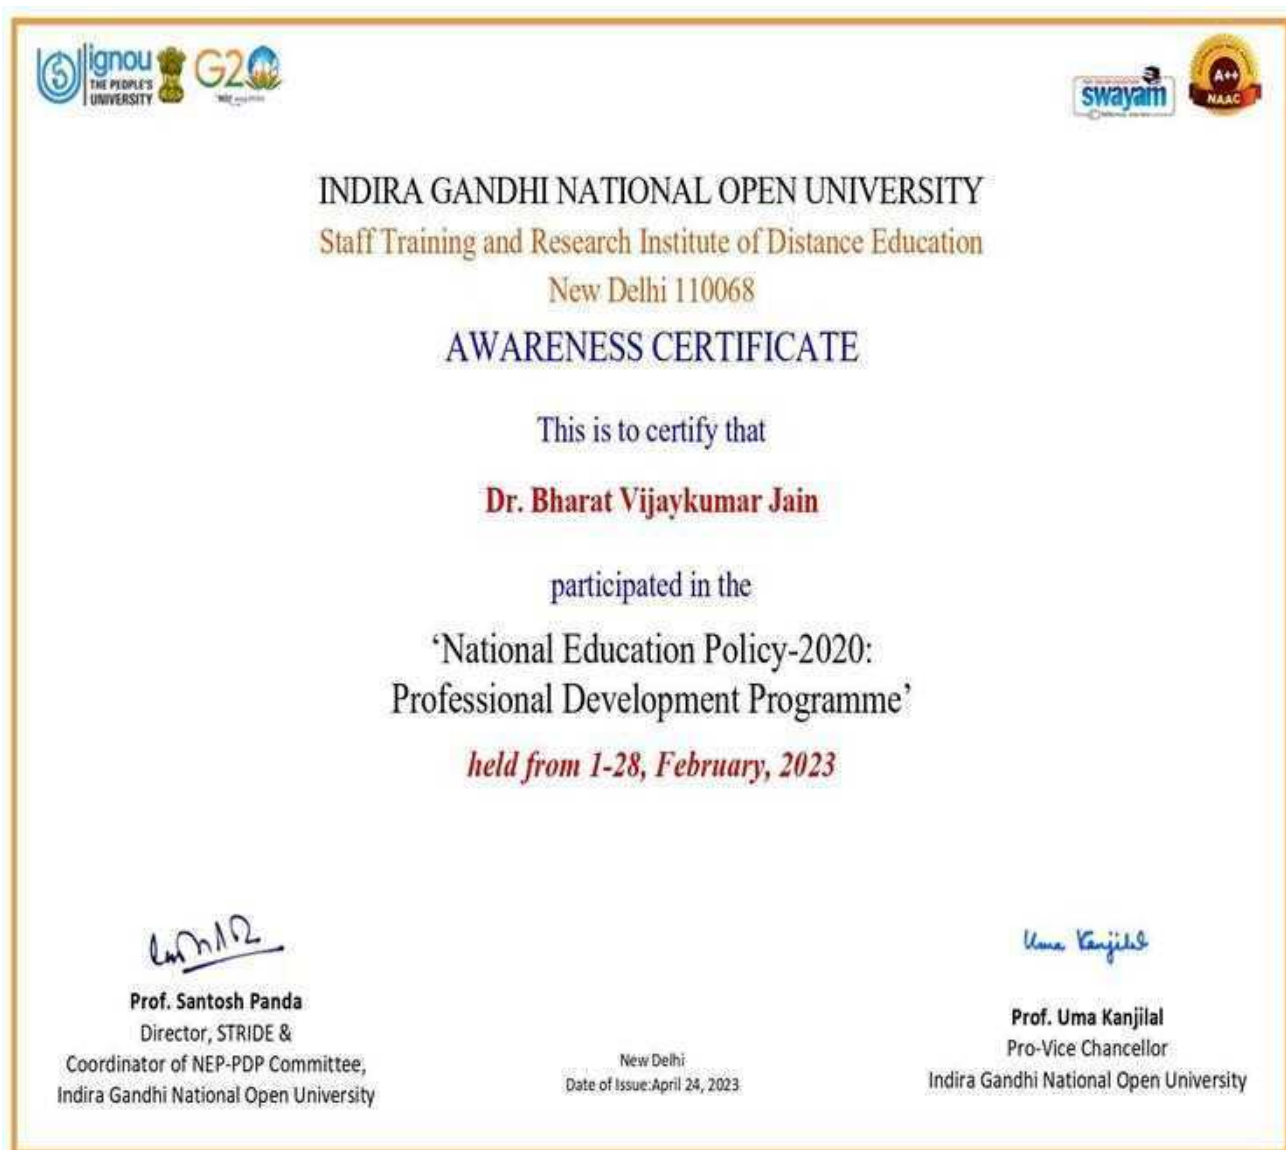 ignou
THE PEOPLE'S
UNIVERSITY
G20
swayam
A++
NAAC
INDIRA GANDHI NATIONAL OPEN UNIVERSITY
Staff Training and Research Institute of Distance Education
New Delhi 110068
AWARENESS CERTIFICATE
This is to certify that
Dr. Bharat Vijaykumar Jain
participated in the
‘National Education Policy-2020:
Professional Development Programme’
held from 1-28, February, 2023
Uma Kanjilal
Prof. Santosh Panda
Director, STRIDE &
Coordinator of NEP-PDP Committee,
Indira Gandhi National Open University
New Delhi
Date of Issue:April 24, 2023
Prof. Uma Kanjilal
Pro-Vice Chancellor
Indira Gandhi National Open University